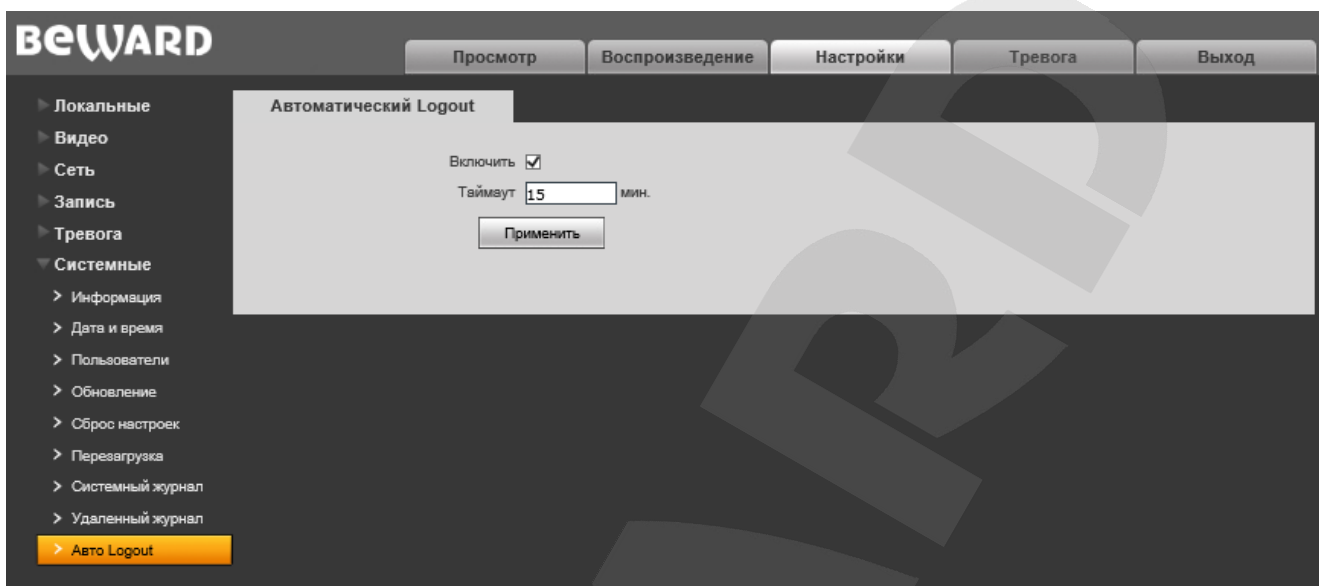 BEWARD
Просмотр Воспроизведение Настройки Тревога Выход
Локальные
Видео
Сеть
Запись
Тревога
Системные
Информация
Дата и время
Пользователи
Обновление
Сброс настроек
Перезагрузка
Системный журнал
Удаленный журнал
Авто Logout
Автоматический Logout
Включить
Таймаут 15 мин.
Применить